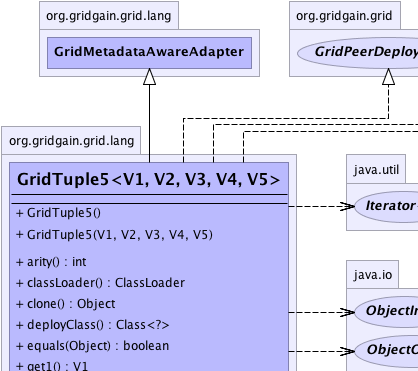 org.gridgain.grid.lang
GridMetadataAwareAdapter
org.gridgain.grid
GridPeerDeploy
org.gridgain.grid.lang
GridTuple5<V1, V2, V3, V4, V5>
+ GridTuple5()
+ GridTuple5(V1, V2, V3, V4, V5)
+ arity() : int
+ classLoader() : ClassLoader
+ clone() : Object
+ deployClass() : Class<?>
+ equals(Object) : boolean
+ get1() : V1
java.util
Iterator
java.io
ObjectIn
ObjectO